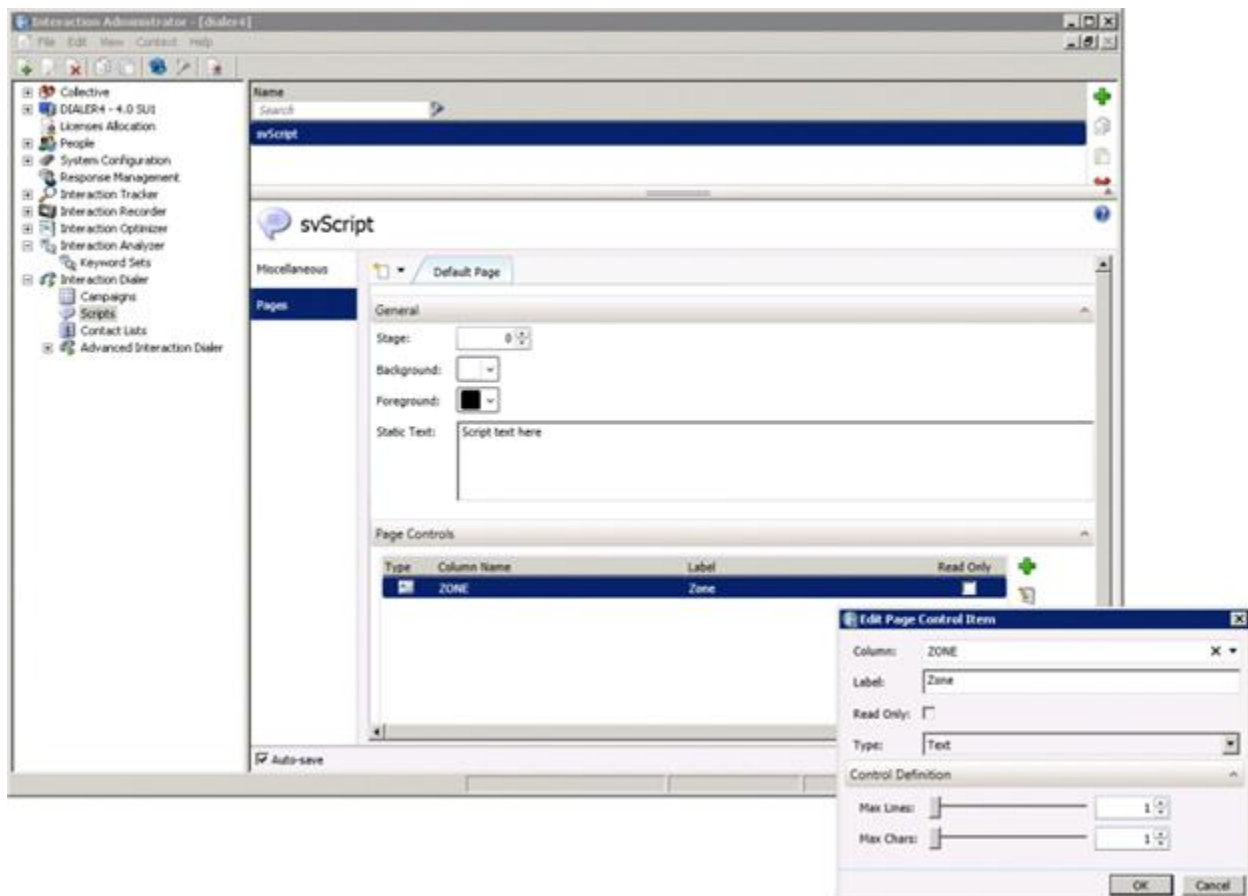 Interaction Administrator - [dialer4]
File Edit View Context Help
Collective
DIALER4 - 4.0 SU1
Licenses Allocation
People
System Configuration
Response Management
Interaction Tracker
Interaction Recorder
Interaction Optimizer
Interaction Analyzer
Keyword Sets
Interaction Dialer
Campaigns
Scripts
Contact Lists
Advanced Interaction Dialer
Name
Search
svScript
svScript
Miscellaneous
Pages
Default Page
General
Stage: 0
Background:
Foreground:
Static Text: Script text here
Page Controls
Type Column Name Label Read Only
ZONE Zone
Auto-save
Edit Page Control Item
Column: ZONE
Label: Zone
Read Only:
Type: Text
Control Definition
Max Lines: 1
Max Chars: 1
OK Cancel